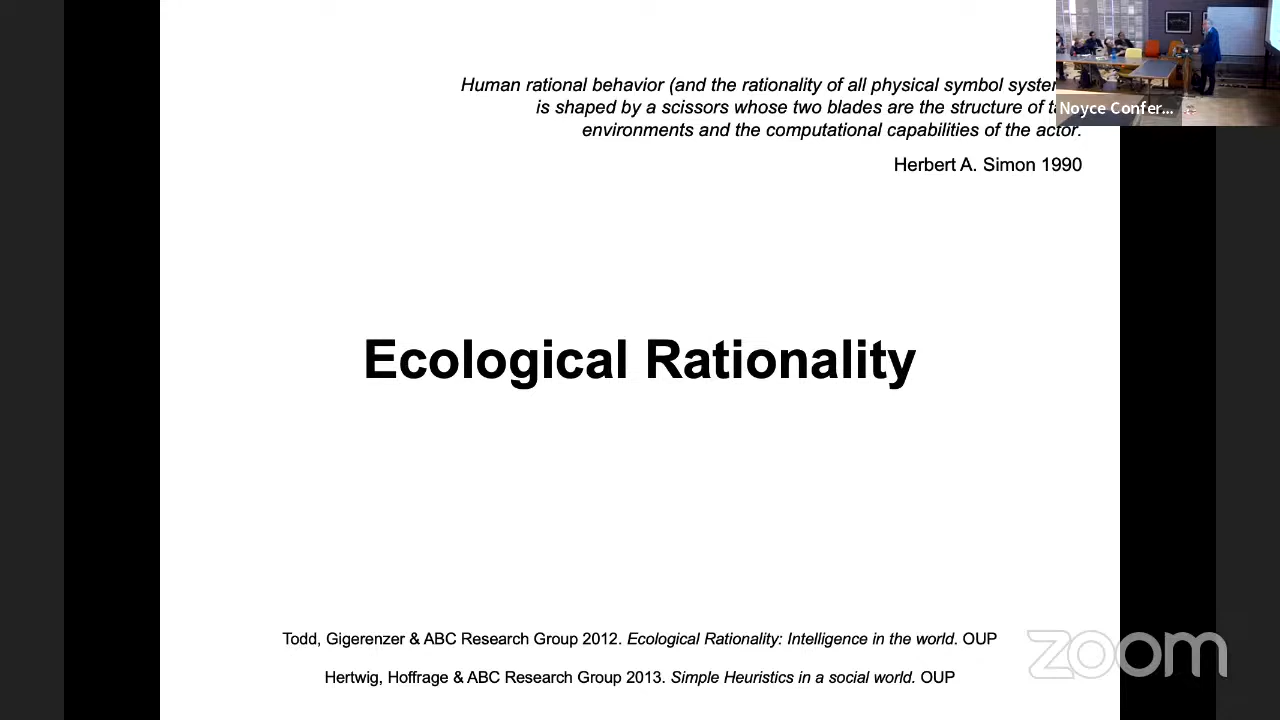 Human rational behavior (and the rationality of all physical symbol
is shaped by a scissors whose two blades are the structure of
environments and the computational capabilities of the actor.
Herbert A. Simon 1990
Noyce Confer...
Ecological Rationality
Todd, Gigerenzer & ABC Research Group 2012. Ecological Rationality: Intelligence in the world. OUP
Hertwig, Hoffrage & ABC Research Group 2013. Simple Heuristics in a social world. OUP
zoom